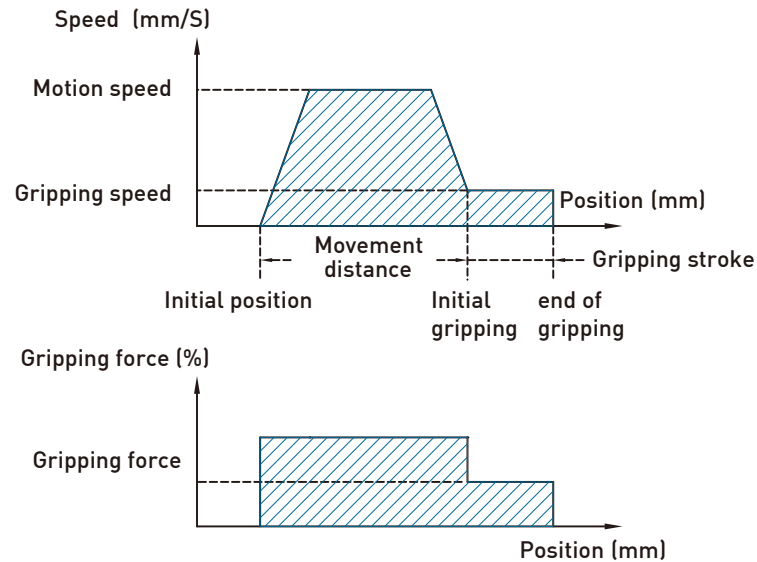 Speed (mm/S)
Motion speed
Gripping speed
Position (mm)
Movement
distance
Gripping stroke
Initial position
Initial
gripping
end of
gripping
Gripping force (%)
Gripping force
Position (mm)